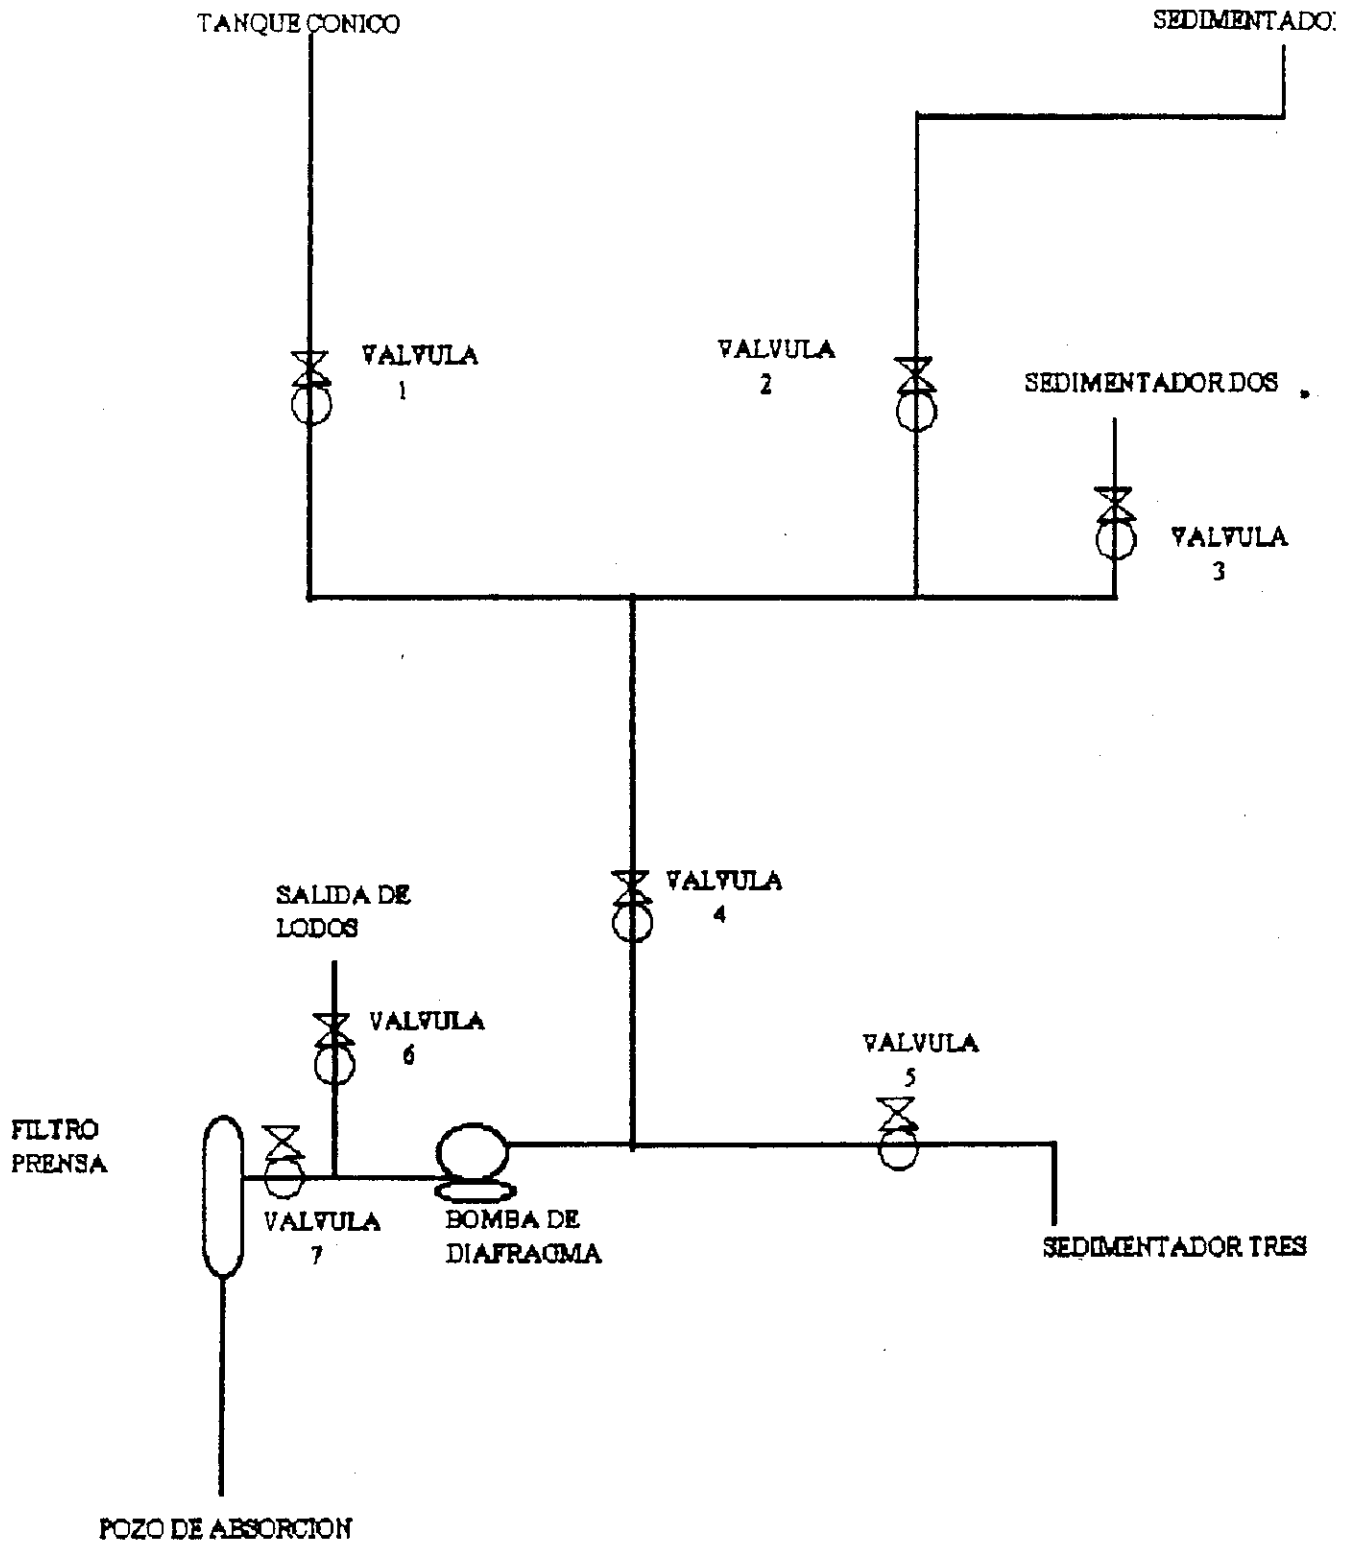 TANQUE CONICO
SEDIMENTADO
VALVULA
1
VALVULA
2
SEDIMENTADOR DOS
VALVULA
3
VALVULA
4
SALIDA DE
LODOS
VALVULA
6
VALVULA
5
FILTRO
PRENSA
VALVULA
7
BOMBA DE
DIAFRAGMA
SEDIMENTADOR TRES
POZO DE ABSORCION